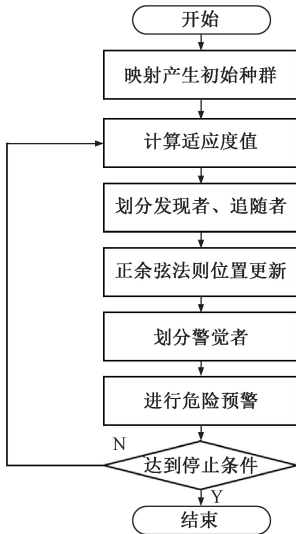 开始
映射产生初始种群
计算适应度值
划分发现者、追随者
正余弦法则位置更新
划分警觉者
进行危险预警
N
达到停止条件
Y
结束